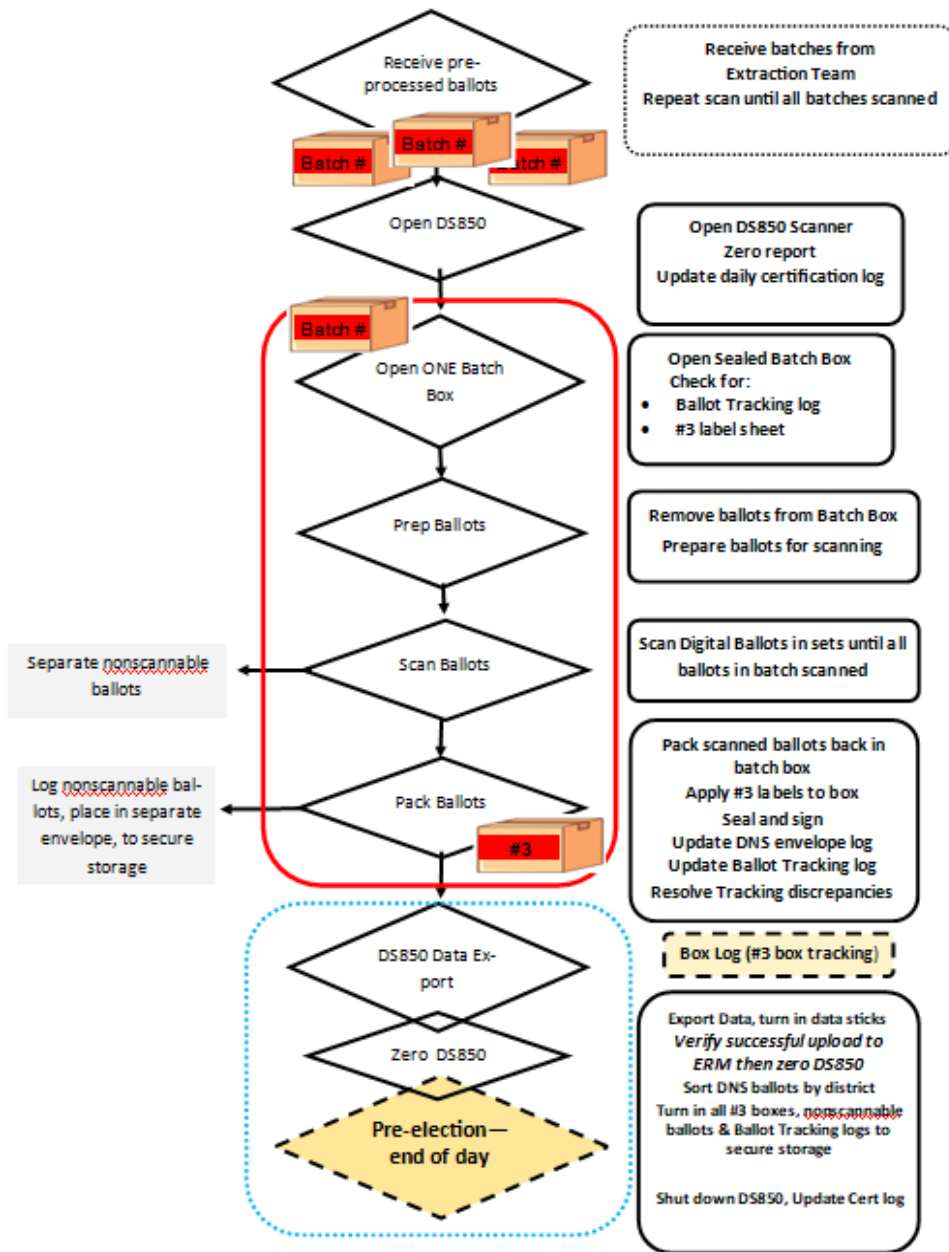 Receive pre-
processed ballots
Receive batches from
Extraction Team
Repeat scan until all batches scanned
Batch #
Batch #
Batch #
Open DS850
Open DS850 Scanner
Zero report
Update daily certification log
Batch #
Open ONE Batch
Box
Open Sealed Batch Box
Check for:
• Ballot Tracking log
• #3 label sheet
Prep Ballots
Remove ballots from Batch Box
Prepare ballots for scanning
Separate nonscannable
ballots
Scan Ballots
Scan Digital Ballots in sets until all
ballots in batch scanned
Log nonscannable bal-
lots, place in separate
envelope, to secure
storage
Pack Ballots
#3
Pack scanned ballots back in
batch box
Apply #3 labels to box
Seal and sign
Update DNS envelope log
Update Ballot Tracking log
Resolve Tracking discrepancies
DS850 Data Ex-
port
Box Log (#3 box tracking)
Zero DS850
Pre-election—
end of day
Export Data, turn in data sticks
Verify successful upload to
ERM then zero DS850
Sort DNS ballots by district
Turn in all #3 boxes, nonscannable
ballots & Ballot Tracking logs to
secure storage
Shut down DS850, Update Cert log